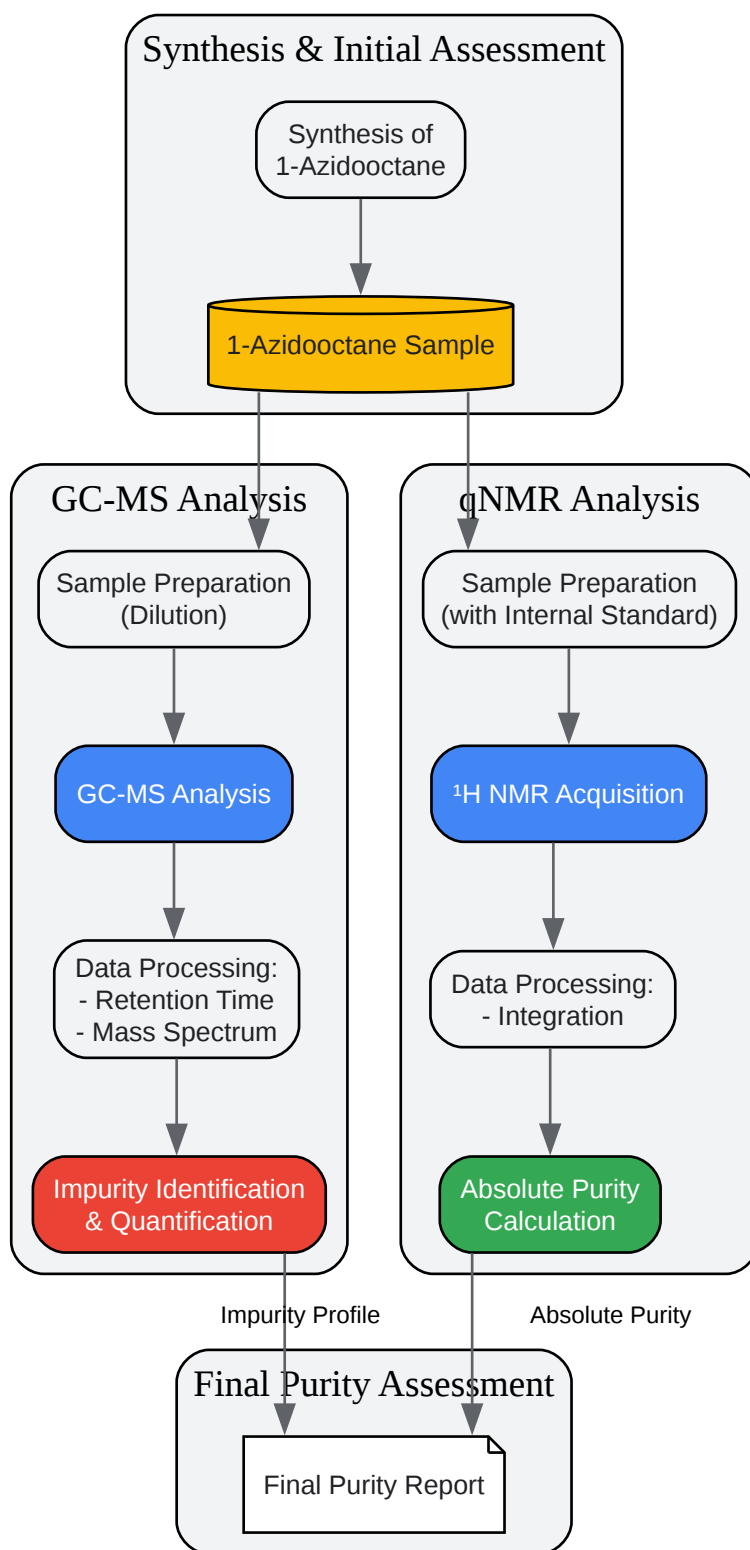 Synthesis & Initial Assessment
Synthesis of
1-Azidooctane
1-Azidooctane Sample
GC-MS Analysis
Sample Preparation
(Dilution)
GC-MS Analysis
Data Processing:
- Retention Time
- Mass Spectrum
Impurity Identification
& Quantification
Impurity Profile
qNMR Analysis
Sample Preparation
(with Internal Standard)
¹H NMR Acquisition
Data Processing:
- Integration
Absolute Purity
Calculation
Absolute Purity
Final Purity Assessment
Final Purity Report